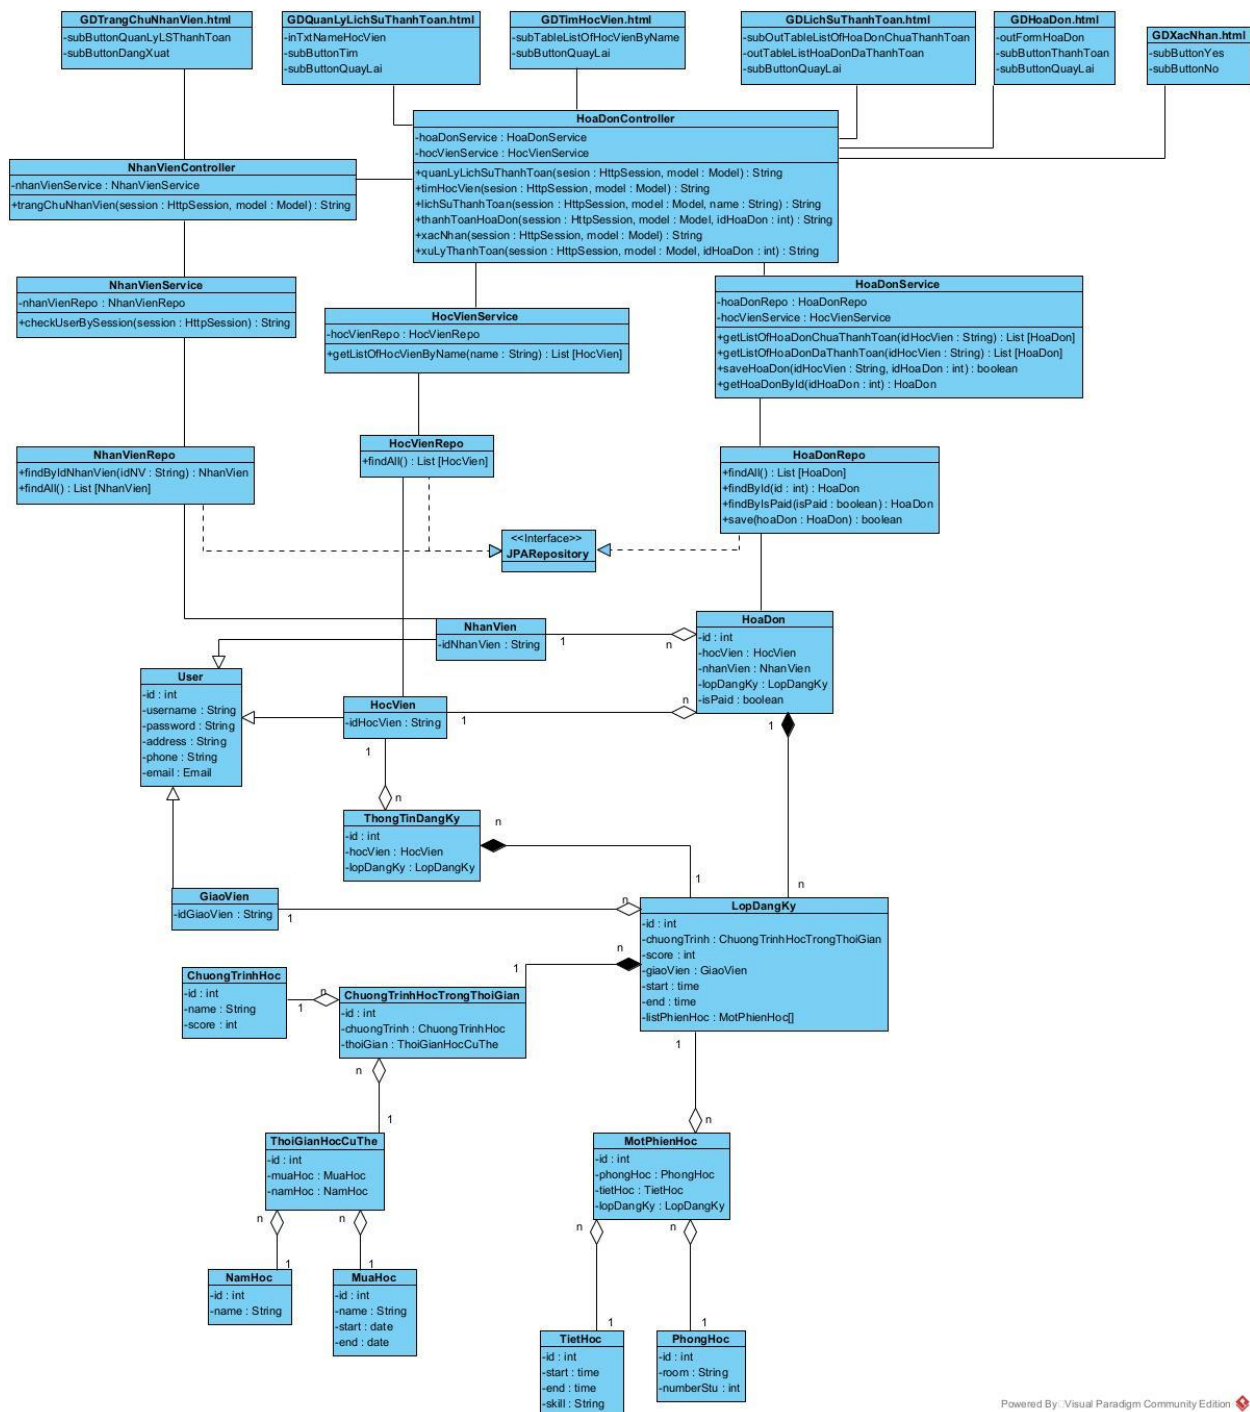 GDTrangChuNhanVien.html
-subButtonQuanLyLSThanhToan
-subButtonDangXuat
GDQuanLyLichSuThanhToan.html
-inTxtNameHocVien
-subButtonTim
-subButtonQuayLai
GDTimHocVien.html
-subTableListOfHocVienByName
-subButtonQuayLai
GDLichSuThanhToan.html
-subOutTableListOfHoaDonChuaThanhToan
-outTableListHoaDonDaThanhToan
-subButtonQuayLai
GDHoaDon.html
-outFormHoaDon
-subButtonThanhToan
-subButtonQuayLai
GDXacNhan.html
-subButtonYes
-subButtonNo
HoaDonController
-hoaDonService : HoaDonService
-hocVienService : HocVienService
+quanLyLichSuThanhToan(sesion : HttpSession, model : Model) : String
+timHocVien(sesion : HttpSession, model : Model) : String
+lichSuThanhToan(session : HttpSession, model : Model, name : String) : String
+thanhToanHoaDon(session : HttpSession, model : Model, idHoaDon : int) : String
+xacNhan(session : HttpSession, model : Model) : String
+xuLyThanhToan(session : HttpSession, model : Model, idHoaDon : int) : String
NhanVienController
-nhanVienService : NhanVienService
+trangChuNhanVien(session : HttpSession, model : Model) : String
NhanVienService
-nhanVienRepo : NhanVienRepo
+checkUserBySession(session : HttpSession) : String
HocVienService
-hocVienRepo : HocVienRepo
+getListOfHocVienByName(name : String) : List [HocVien]
HoaDonService
-hoaDonRepo : HoaDonRepo
-hocVienService : HocVienService
+getListOfHoaDonChuaThanhToan(idHocVien : String) : List [HoaDon]
+getListOfHoaDonDaThanhToan(idHocVien : String) : List [HoaDon]
+saveHoaDon(idHocVien : String, idHoaDon : int) : boolean
+getHoaDonById(idHoaDon : int) : HoaDon
NhanVienRepo
+findByIdNhanVien(idNV : String) : NhanVien
+findAll() : List [NhanVien]
HocVienRepo
+findAll() : List [HocVien]
HoaDonRepo
+findAll() : List [HoaDon]
+findById(id : int) : HoaDon
+findByIsPaid(isPaid : boolean) : HoaDon
+save(hoaDon : HoaDon) : boolean
<<Interface>>
JPARepository
NhanVien
-idNhanVien : String
1
n
HoaDon
-id : int
-hocVien : HocVien
-nhanVien : NhanVien
-lopDangKy : LopDangKy
-isPaid : boolean
User
-id : int
-username : String
-password : String
-address : String
-phone : String
-email : Email
HocVien
-idHocVien : String
1
n
1
1
n
ThongTinDangKy
-id : int
-hocVien : HocVien
-lopDangKy : LopDangKy
n
1
n
GiaoVien
-idGiaoVien : String
1
n
LopDangKy
-id : int
-chuongTrinh : ChuongTrinhHocTrongThoiGian
-score : int
-giaoVien : GiaoVien
-start : time
-end : time
-listPhienHoc : MotPhienHoc[]
n
1
ChuongTrinhHoc
-id : int
-name : String
-score : int
1
n
ChuongTrinhHocTrongThoiGian
-id : int
-chuongTrinh : ChuongTrinhHoc
-thoiGian : ThoiGianHocCuThe
1
n
n
1
ThoiGianHocCuThe
-id : int
-muaHoc : MuaHoc
-namHoc : NamHoc
MotPhienHoc
-id : int
-phongHoc : PhongHoc
-tietHoc : TietHoc
-lopDangKy : LopDangKy
n
n
n
n
1
1
NamHoc
-id : int
-name : String
MuaHoc
-id : int
-name : String
-start : date
-end : date
1
1
TietHoc
-id : int
-start : time
-end : time
-skill : String
PhongHoc
-id : int
-room : String
-numberStu : int
Powered By Visual Paradigm Community Edition